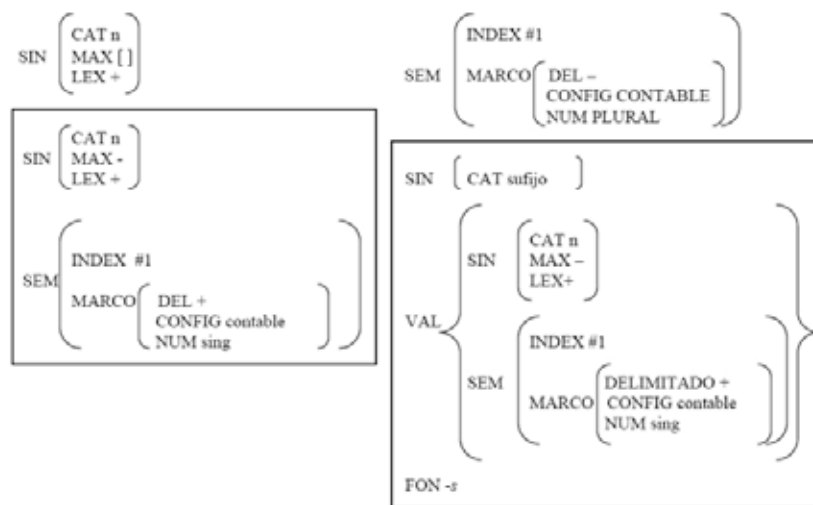 SIN
CAT n
MAX [ ]
LEX +
SEM
INDEX #1
MARCO
DEL –
CONFIG CONTABLE
NUM PLURAL
SIN
CAT n
MAX -
LEX +
SEM
INDEX #1
MARCO
DEL +
CONFIG contable
NUM sing
SIN
CAT sufijo
VAL
SIN
CAT n
MAX –
LEX+
SEM
INDEX #1
MARCO
DELIMITADO +
CONFIG contable
NUM sing
FON -s